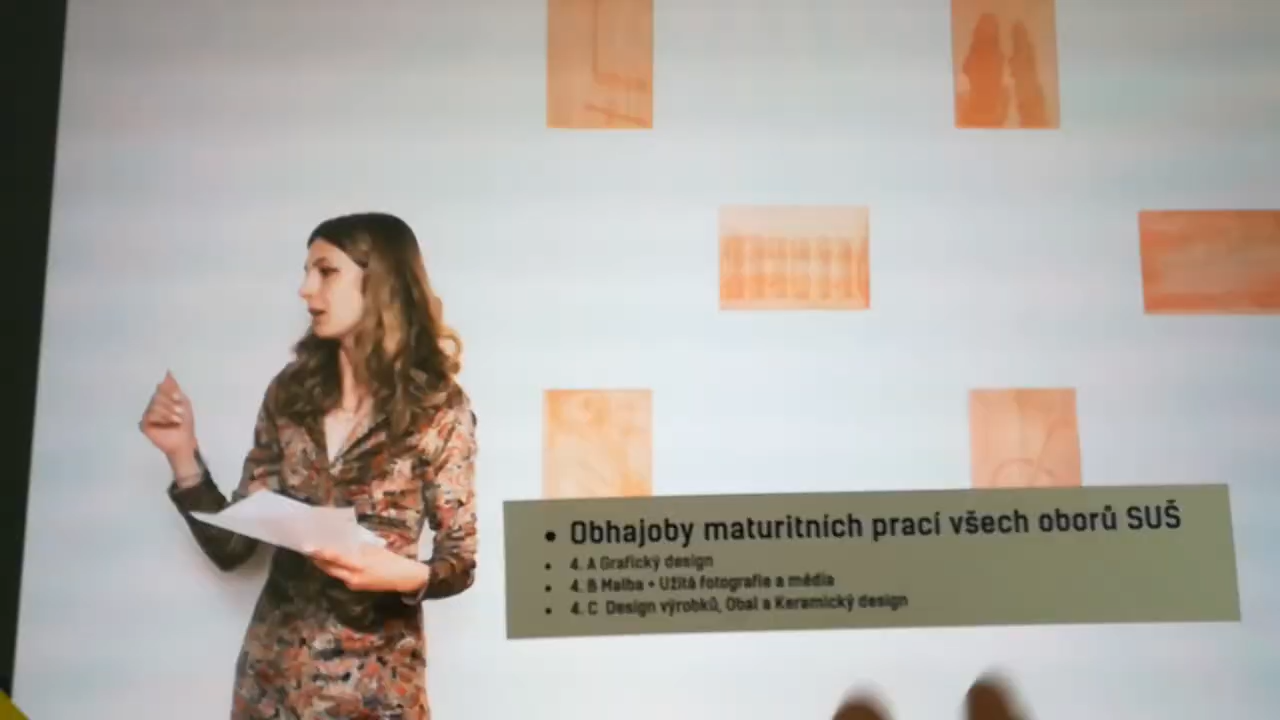 • Obhajoby maturitních prací všech oborů SUŠ
• 4. A Grafický design
• 4. B Malba + Užitá fotografie a média
• 4. C Design výrobků, Obal a Keramický design